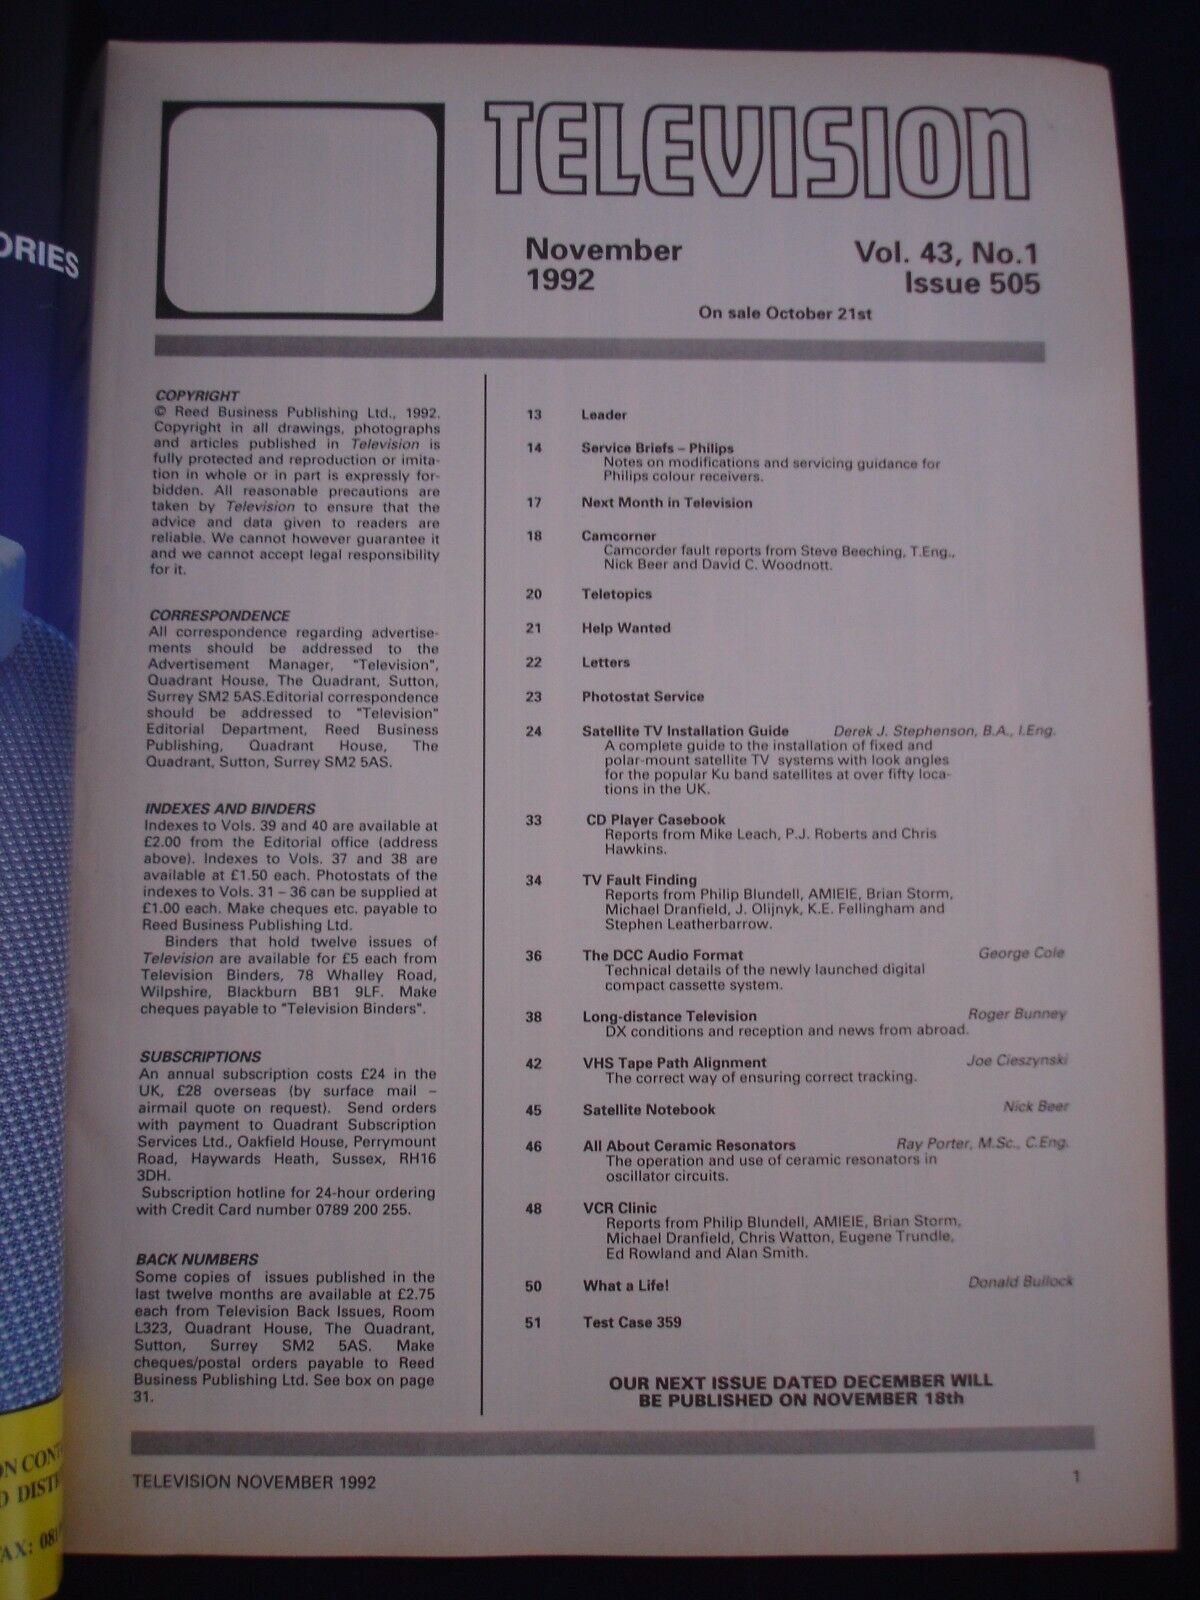 ORIES
TELEVISION
November
1992
Vol. 43, No.1
Issue 505
On sale October 21st
COPYRIGHT
© Reed Business Publishing Ltd., 1992.
Copyright in all drawings, photographs
and articles published in Television is
fully protected and reproduction or imita-
tion in whole or in part is expressly for-
bidden. All reasonable precautions are
taken by Television to ensure that the
advice and data given to readers are
reliable. We cannot however guarantee it
and we cannot accept legal responsibility
for it.
CORRESPONDENCE
All correspondence regarding advertise-
ments should be addressed to the
Advertisement Manager, "Television",
Quadrant House, The Quadrant, Sutton,
Surrey SM2 5AS.Editorial correspondence
should be addressed to "Television"
Editorial Department, Reed Business
Publishing, Quadrant House, The
Quadrant, Sutton, Surrey SM2 5AS.
INDEXES AND BINDERS
Indexes to Vols. 39 and 40 are available at
£2.00 from the Editorial office (address
above). Indexes to Vols. 37 and 38 are
available at £1.50 each. Photostats of the
indexes to Vols. 31 – 36 can be supplied at
£1.00 each. Make cheques etc. payable to
Reed Business Publishing Ltd.
Binders that hold twelve issues of
Television are available for £5 each from
Television Binders, 78 Whalley Road,
Wilpshire, Blackburn BB1 9LF. Make
cheques payable to "Television Binders".
SUBSCRIPTIONS
An annual subscription costs £24 in the
UK, £28 overseas (by surface mail –
airmail quote on request). Send orders
with payment to Quadrant Subscription
Services Ltd., Oakfield House, Perrymount
Road, Haywards Heath, Sussex, RH16
3DH.
Subscription hotline for 24-hour ordering
with Credit Card number 0789 200 255.
BACK NUMBERS
Some copies of issues published in the
last twelve months are available at £2.75
each from Television Back Issues, Room
L323, Quadrant House, The Quadrant,
Sutton, Surrey SM2 5AS. Make
cheques/postal orders payable to Reed
Business Publishing Ltd. See box on page
31.
13 Leader
14 Service Briefs – Philips
Notes on modifications and servicing guidance for
Philips colour receivers.
17 Next Month in Television
18 Camcorner
Camcorder fault reports from Steve Beeching, T.Eng.,
Nick Beer and David C. Woodnott.
20 Teletopics
21 Help Wanted
22 Letters
23 Photostat Service
24 Satellite TV Installation Guide Derek J. Stephenson, B.A., I.Eng.
A complete guide to the installation of fixed and
polar-mount satellite TV systems with look angles
for the popular Ku band satellites at over fifty loca-
tions in the UK.
33 CD Player Casebook
Reports from Mike Leach, P.J. Roberts and Chris
Hawkins.
34 TV Fault Finding
Reports from Philip Blundell, AMIEIE, Brian Storm,
Michael Dranfield, J. Olijnyk, K.E. Fellingham and
Stephen Leatherbarrow.
36 The DCC Audio Format George Cole
Technical details of the newly launched digital
compact cassette system.
38 Long-distance Television Roger Bunney
DX conditions and reception and news from abroad.
42 VHS Tape Path Alignment Joe Cieszynski
The correct way of ensuring correct tracking.
45 Satellite Notebook Nick Beer
46 All About Ceramic Resonators Ray Porter, M.Sc., C.Eng.
The operation and use of ceramic resonators in
oscillator circuits.
48 VCR Clinic
Reports from Philip Blundell, AMIEIE, Brian Storm,
Michael Dranfield, Chris Watton, Eugene Trundle,
Ed Rowland and Alan Smith.
50 What a Life! Donald Bullock
51 Test Case 359
OUR NEXT ISSUE DATED DECEMBER WILL
BE PUBLISHED ON NOVEMBER 18th
TELEVISION NOVEMBER 1992
1